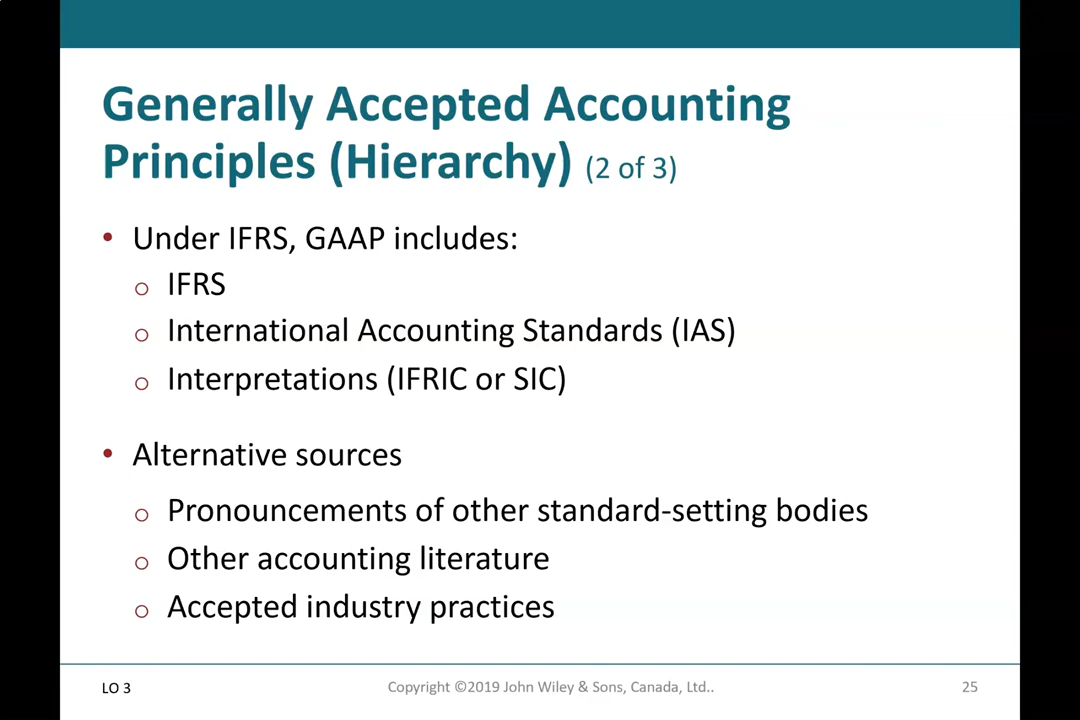 Generally Accepted Accounting
Principles (Hierarchy) (2 of 3)
• Under IFRS, GAAP includes:
o IFRS
o International Accounting Standards (IAS)
o Interpretations (IFRIC or SIC)
• Alternative sources
o Pronouncements of other standard-setting bodies
o Other accounting literature
o Accepted industry practices
LO 3
Copyright ©2019 John Wiley & Sons, Canada, Ltd..
25